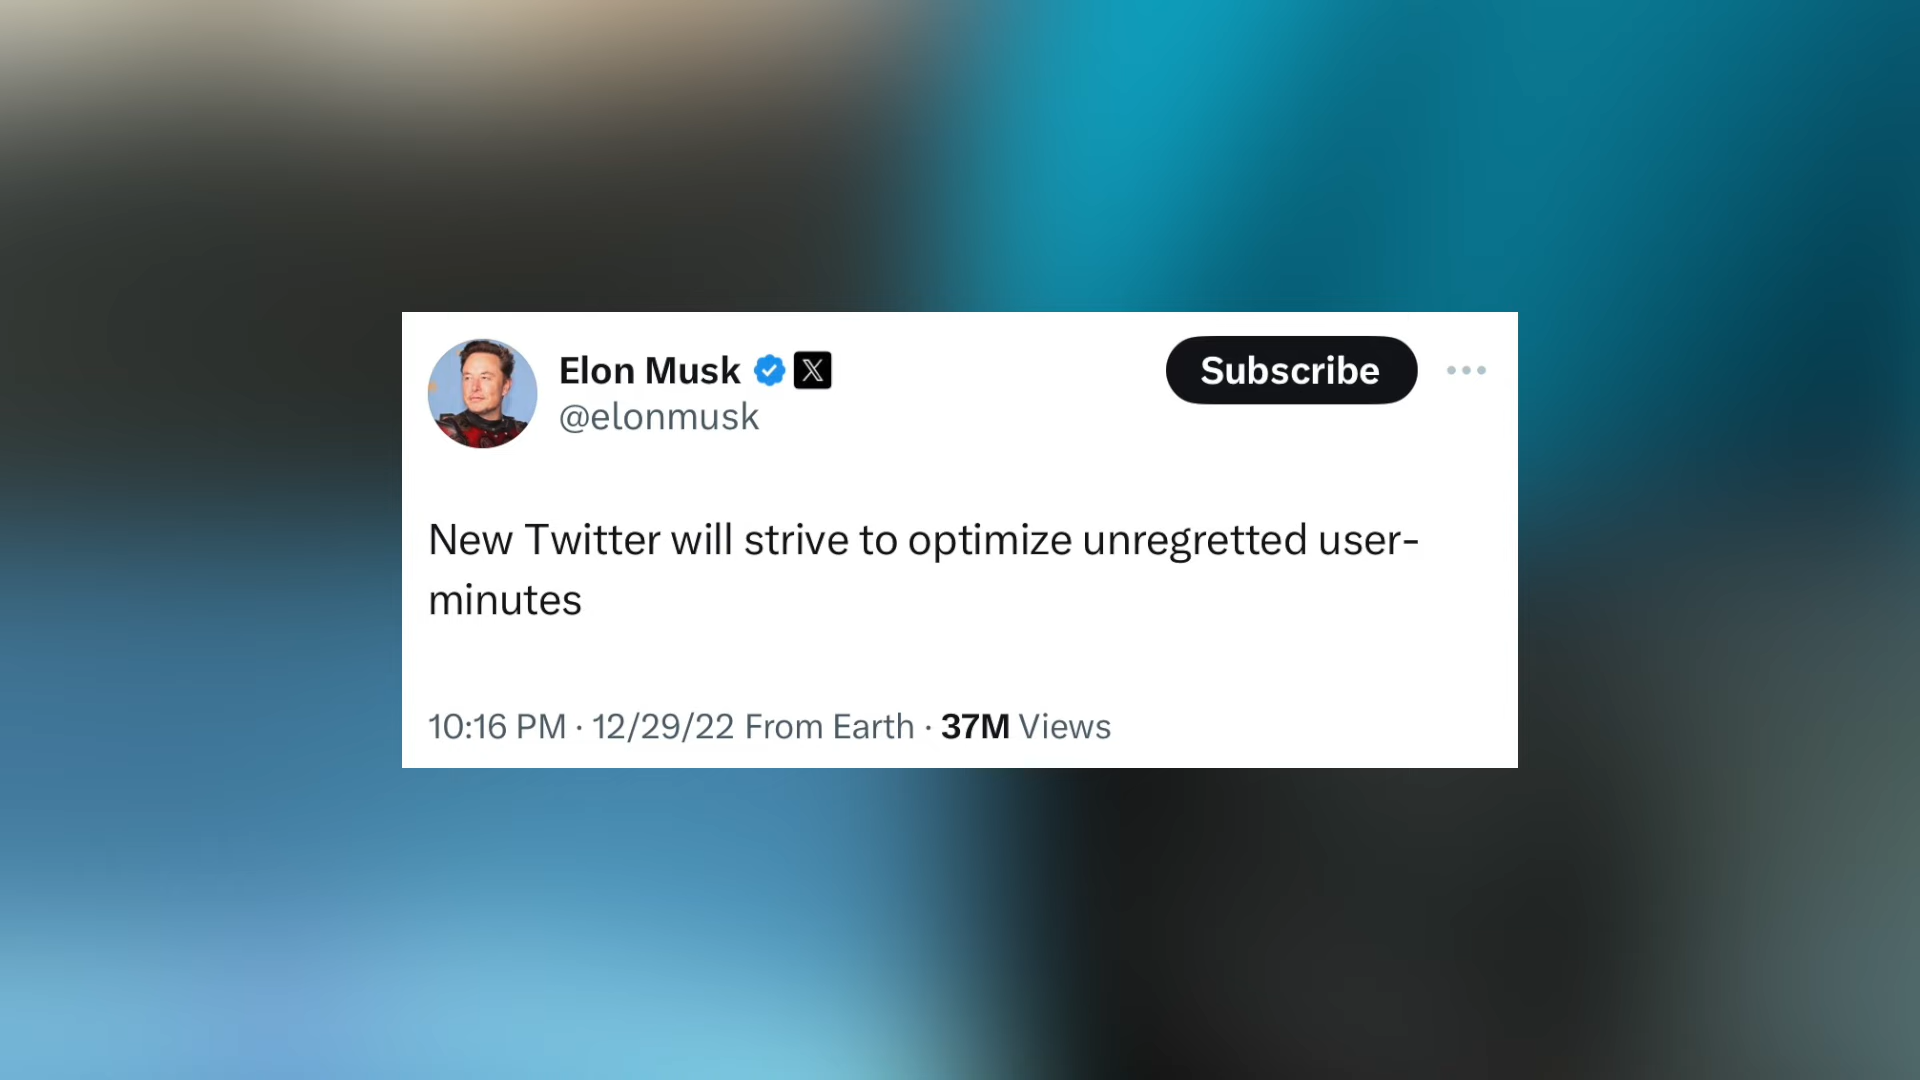 Elon Musk
Subscribe
@elonmusk
New Twitter will strive to optimize unregretted user-
minutes
10:16 PM · 12/29/22 From Earth · 37M Views